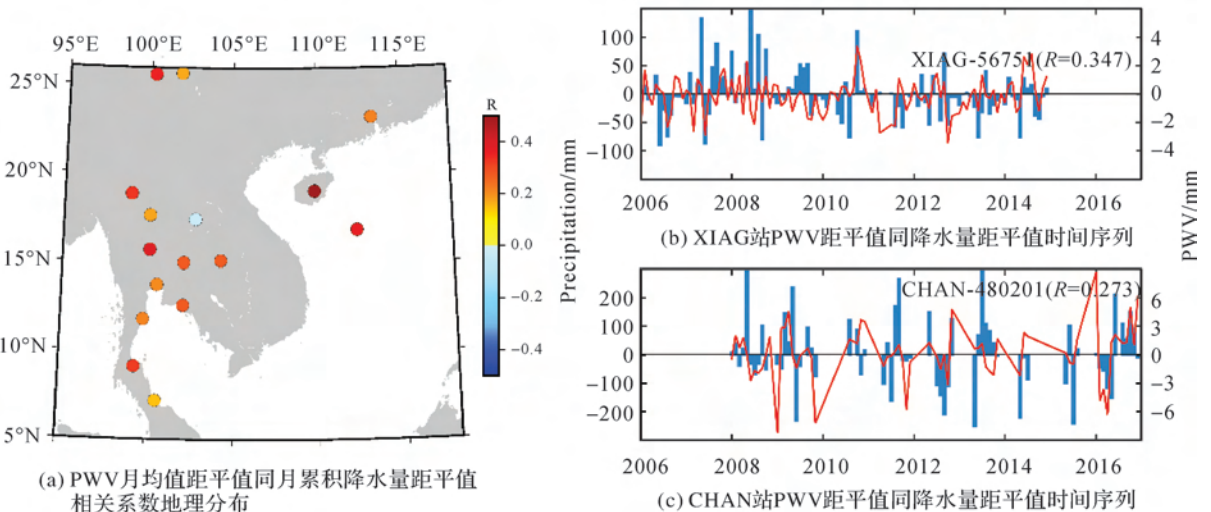 95°E 100°E 105°E 110°E 115°E
25°N
20°N
15°N
10°N
5°N
R
0.4
0.2
0.0
−0.2
−0.4
(a) PWV月均值距平值同月累积降水量距平值
相关系数地理分布
Precipitation/mm
100
50
0
−50
−100
XIAG-56751(R=0.347)
4
2
0
−2
−4
2006 2008 2010 2012 2014 2016
(b) XIAG站PWV距平值同降水量距平值时间序列
PWV/mm
200
100
0
−100
−200
CHAN-480201(R=0.273)
6
3
0
−3
−6
2006 2008 2010 2012 2014 2016
(c) CHAN站PWV距平值同降水量距平值时间序列